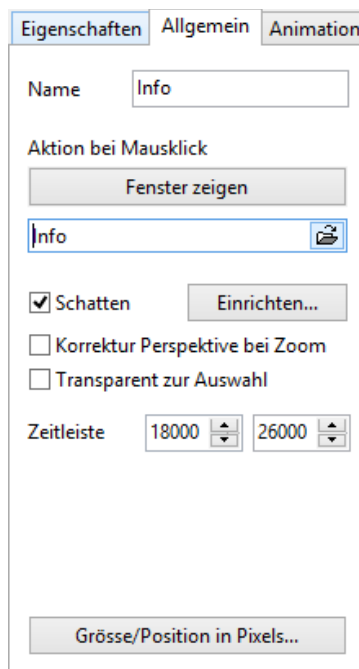 Eigenschaften Allgemein Animation
Name Info
Aktion bei Mausklick
Fenster zeigen
Info
Schatten Einrichten...
Korrektur Perspektive bei Zoom
Transparent zur Auswahl
Zeitleiste 18000 26000
Grösse/Position in Pixels...